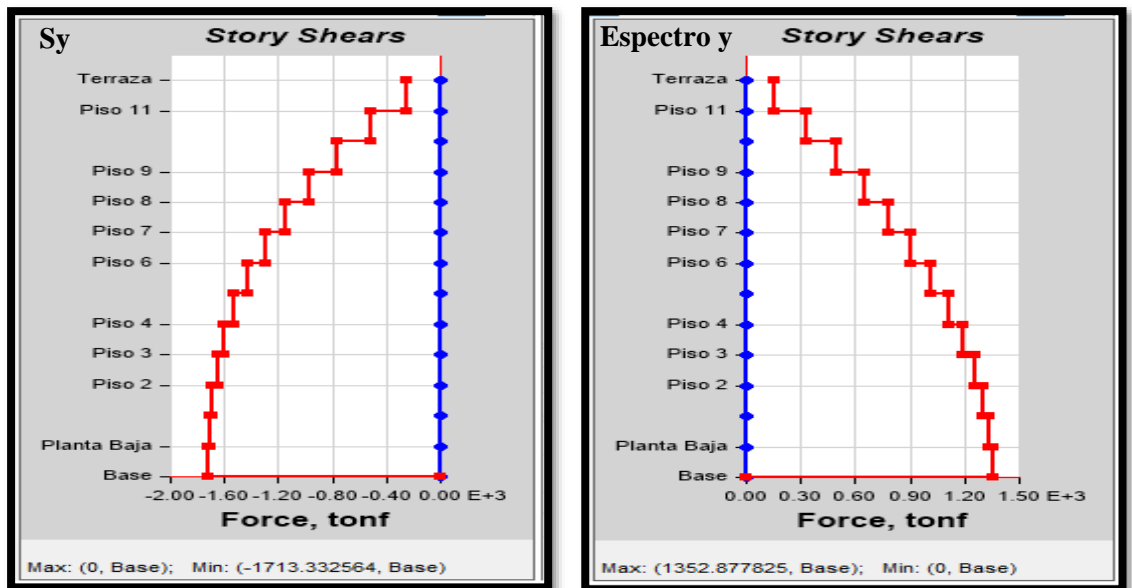 Sy
Story Shears
Terraza
Piso 11
Piso 9
Piso 8
Piso 7
Piso 6
Piso 4
Piso 3
Piso 2
Planta Baja
Base
-2.00 -1.60 -1.20 -0.80 -0.40 0.00 E+3
Force, tonf
Max: (0, Base); Min: (-1713.332564, Base)
Espectro y
Story Shears
Terraza
Piso 11
Piso 9
Piso 8
Piso 7
Piso 6
Piso 4
Piso 3
Piso 2
Planta Baja
Base
0.00 0.30 0.60 0.90 1.20 1.50 E+3
Force, tonf
Max: (1352.877825, Base); Min: (0, Base)